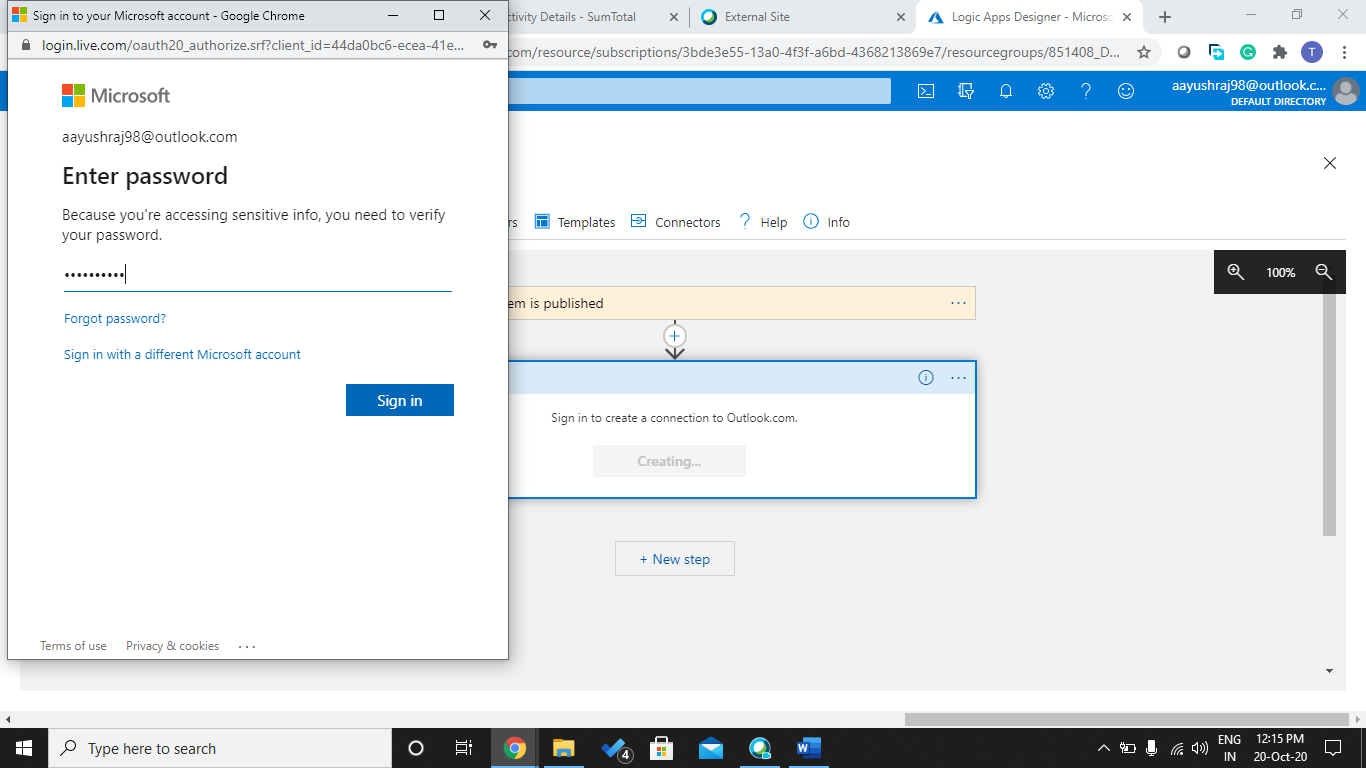 Sign in to your Microsoft account - Google Chrome
login.live.com/oauth20_authorize.srf?client_id=44da0bc6-ecea-41e...
Microsoft
aayushraj98@outlook.com
Enter password
Because you're accessing sensitive info, you need to verify
your password.
••••••••••
Forgot password?
Sign in with a different Microsoft account
Sign in
Terms of use Privacy & cookies ...
ctivity Details - SumTotal
External Site
Logic Apps Designer - Microso
com/resource/subscriptions/3bde3e55-13a0-4f3f-a6bd-4368213869e7/resourcegroups/851408_D...
T
aayushraj98@outlook.c...
DEFAULT DIRECTORY
rs Templates Connectors ? Help Info
100%
em is published ...
...
Sign in to create a connection to Outlook.com.
Creating...
+ New step
Type here to search
4
ENG
IN
12:15 PM
20-Oct-20